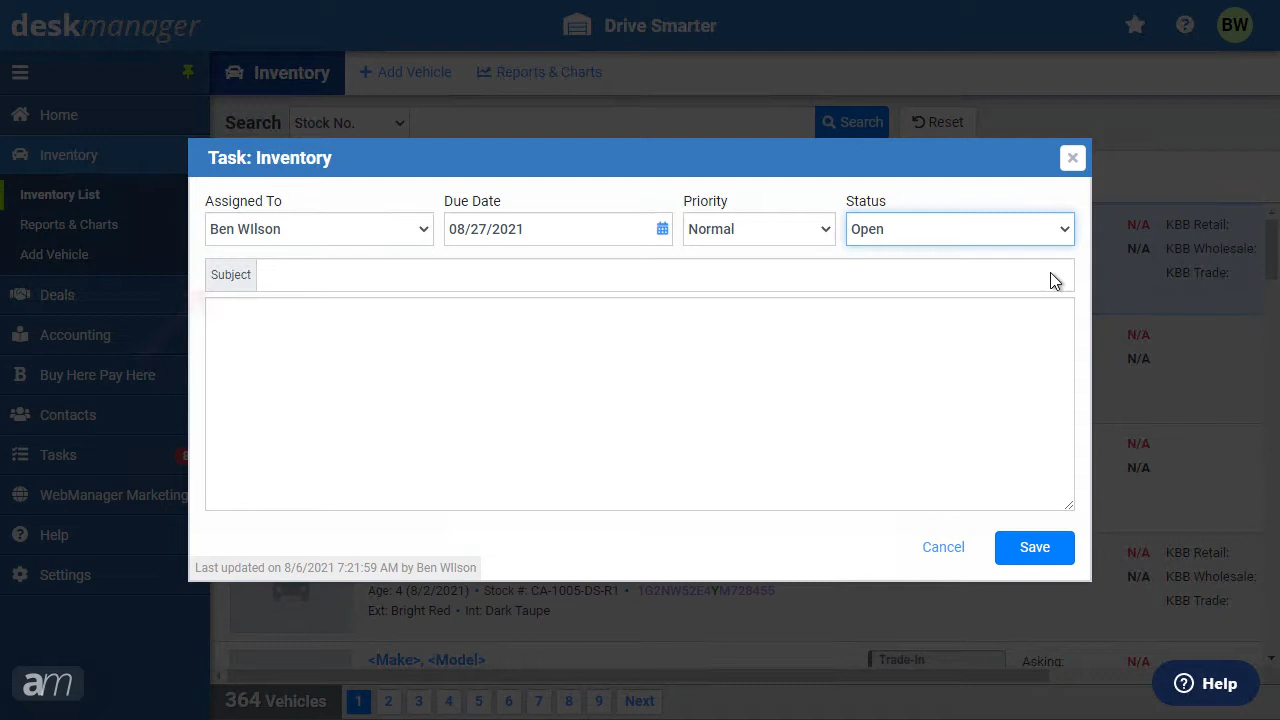 deskmanager
Drive Smarter
BW
Inventory
Add Vehicle
Reports & Charts
Home
Inventory
Inventory List
Reports & Charts
Add Vehicle
Deals
Accounting
Buy Here Pay Here
Contacts
Tasks
WebManager Marketing
Help
Settings
am
Search
Stock No.
Search
Reset
Task: Inventory
Assigned To
Due Date
Priority
Status
Ben WIlson
08/27/2021
Normal
Open
Subject
Cancel
Save
Last updated on 8/6/2021 7:21:59 AM by Ben WIlson
N/A KBB Retail:
N/A KBB Wholesale:
KBB Trade:
N/A
N/A
N/A
N/A
N/A KBB Retail:
N/A KBB Wholesale:
KBB Trade:
Age: 4 (8/2/2021) • Stock #: CA-1005-DS-R1 • 1G2NW52E4YM728455
Ext: Bright Red • Int: Dark Taupe
<Make>, <Model>
Trade-In
Asking:
N/A
364 Vehicles
1 2 3 4 5 6 7 8 9 Next
Help